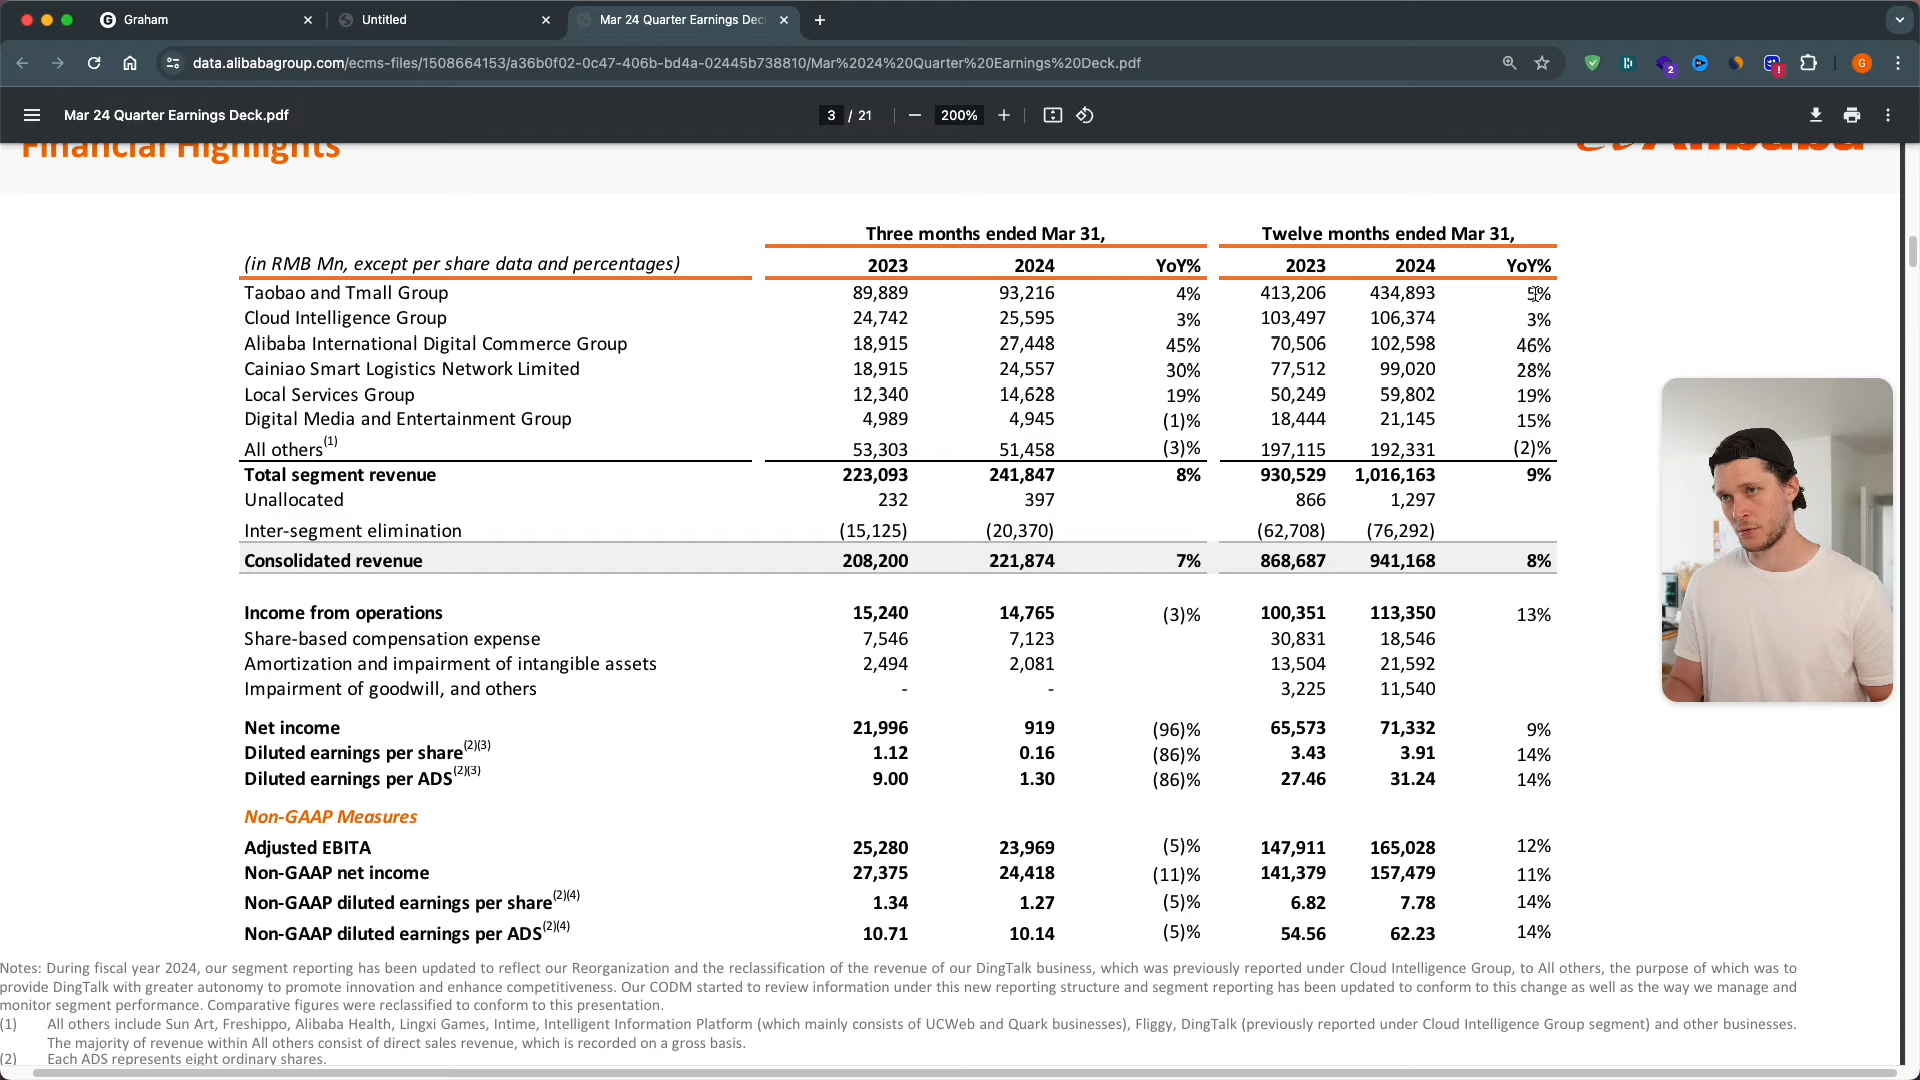 Graham
Untitled
Mar 24 Quarter Earnings Dec
data.alibabagroup.com/ecms-files/1508664153/a36b0f02-0c47-406b-bd4a-02445b738810/Mar%2024%20Quarter%20Earnings%20Deck.pdf
2
!
G
Mar 24 Quarter Earnings Deck.pdf
3 / 21
200%
Financial Highlights
Alibaba
Three months ended Mar 31, Twelve months ended Mar 31,
(in RMB Mn, except per share data and percentages) 2023 2024 YoY% 2023 2024 YoY%
Taobao and Tmall Group 89,889 93,216 4% 413,206 434,893 5%
Cloud Intelligence Group 24,742 25,595 3% 103,497 106,374 3%
Alibaba International Digital Commerce Group 18,915 27,448 45% 70,506 102,598 46%
Cainiao Smart Logistics Network Limited 18,915 24,557 30% 77,512 99,020 28%
Local Services Group 12,340 14,628 19% 50,249 59,802 19%
Digital Media and Entertainment Group 4,989 4,945 (1)% 18,444 21,145 15%
All others(1) 53,303 51,458 (3)% 197,115 192,331 (2)%
Total segment revenue 223,093 241,847 8% 930,529 1,016,163 9%
Unallocated 232 397 866 1,297
Inter-segment elimination (15,125) (20,370) (62,708) (76,292)
Consolidated revenue 208,200 221,874 7% 868,687 941,168 8%
Income from operations 15,240 14,765 (3)% 100,351 113,350 13%
Share-based compensation expense 7,546 7,123 30,831 18,546
Amortization and impairment of intangible assets 2,494 2,081 13,504 21,592
Impairment of goodwill, and others - - 3,225 11,540
Net income 21,996 919 (96)% 65,573 71,332 9%
Diluted earnings per share(2)(3) 1.12 0.16 (86)% 3.43 3.91 14%
Diluted earnings per ADS(2)(3) 9.00 1.30 (86)% 27.46 31.24 14%
Non-GAAP Measures
Adjusted EBITA 25,280 23,969 (5)% 147,911 165,028 12%
Non-GAAP net income 27,375 24,418 (11)% 141,379 157,479 11%
Non-GAAP diluted earnings per share(2)(4) 1.34 1.27 (5)% 6.82 7.78 14%
Non-GAAP diluted earnings per ADS(2)(4) 10.71 10.14 (5)% 54.56 62.23 14%
Notes: During fiscal year 2024, our segment reporting has been updated to reflect our Reorganization and the reclassification of the revenue of our DingTalk business, which was previously reported under Cloud Intelligence Group, to All others, the purpose of which was to
provide DingTalk with greater autonomy to promote innovation and enhance competitiveness. Our CODM started to review information under this new reporting structure and segment reporting has been updated to conform to this change as well as the way we manage and
monitor segment performance. Comparative figures were reclassified to conform to this presentation.
(1) All others include Sun Art, Freshippo, Alibaba Health, Lingxi Games, Intime, Intelligent Information Platform (which mainly consists of UCWeb and Quark businesses), Fliggy, DingTalk (previously reported under Cloud Intelligence Group segment) and other businesses.
The majority of revenue within All others consist of direct sales revenue, which is recorded on a gross basis.
(2) Each ADS represents eight ordinary shares.